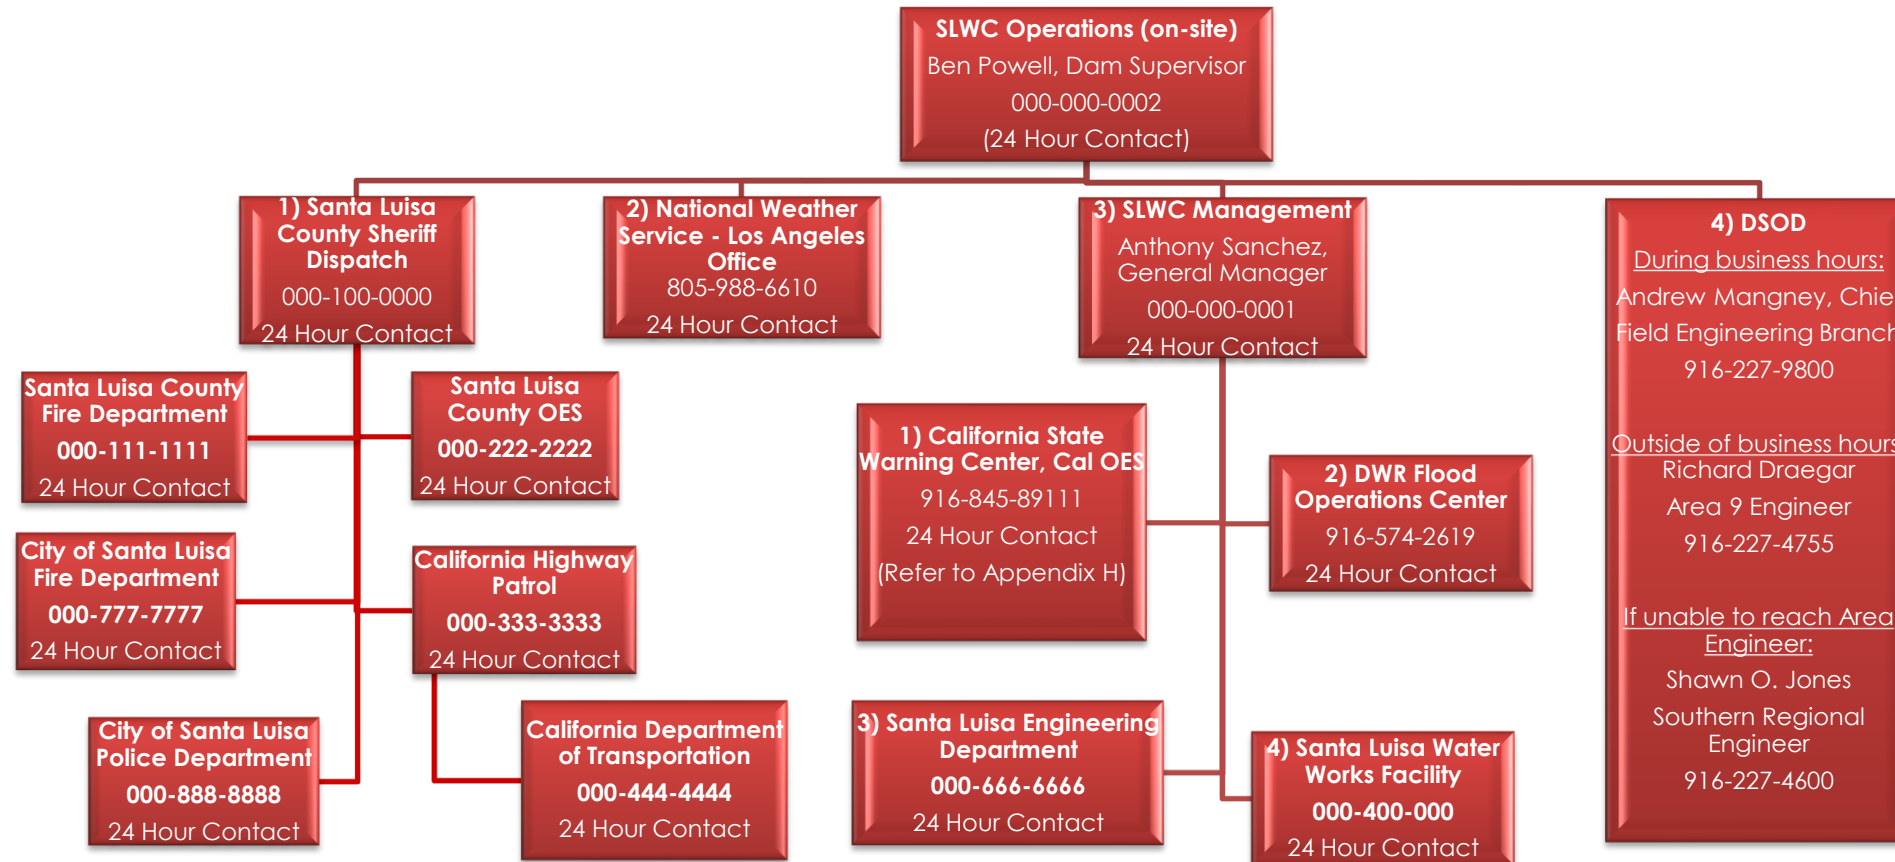 SLWC Operations (on-site)
Ben Powell, Dam Supervisor
000-000-0002
(24 Hour Contact)
1) Santa Luisa
County Sheriff
Dispatch
000-100-0000
24 Hour Contact
2) National Weather
Service - Los Angeles
Office
805-988-6610
24 Hour Contact
3) SLWC Management
Anthony Sanchez,
General Manager
000-000-0001
24 Hour Contact
4) DSOD
During business hours:
Andrew Mangney, Chie
Field Engineering Branch
916-227-9800
Outside of business hours
Richard Draegar
Area 9 Engineer
916-227-4755
If unable to reach Area
Engineer:
Shawn O. Jones
Southern Regional
Engineer
916-227-4600
Santa Luisa County
Fire Department
000-111-1111
24 Hour Contact
Santa Luisa
County OES
000-222-2222
24 Hour Contact
City of Santa Luisa
Fire Department
000-777-7777
24 Hour Contact
California Highway
Patrol
000-333-3333
24 Hour Contact
City of Santa Luisa
Police Department
000-888-8888
24 Hour Contact
California Department
of Transportation
000-444-4444
24 Hour Contact
1) California State
Warning Center, Cal OES
916-845-89111
24 Hour Contact
(Refer to Appendix H)
2) DWR Flood
Operations Center
916-574-2619
24 Hour Contact
3) Santa Luisa Engineering
Department
000-666-6666
24 Hour Contact
4) Santa Luisa Water
Works Facility
000-400-000
24 Hour Contact